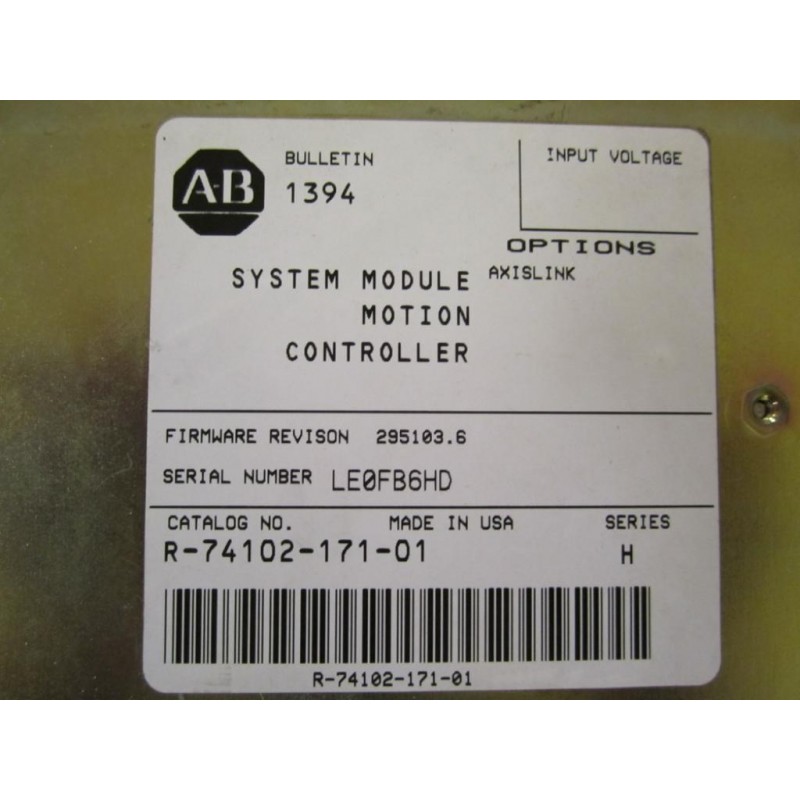 A-B
BULLETIN
1394
INPUT VOLTAGE
OPTIONS
AXISLINK
SYSTEM MODULE
MOTION
CONTROLLER
FIRMWARE REVISON 295103.6
SERIAL NUMBER LE0FB6HD
CATALOG NO. MADE IN USA SERIES
R-74102-171-01 H
R-74102-171-01